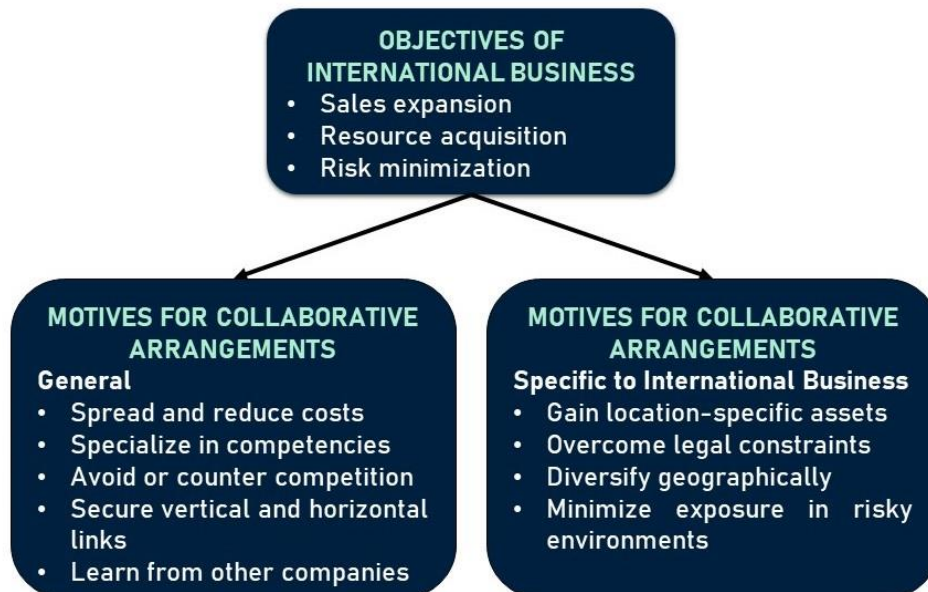 OBJECTIVES OF
INTERNATIONAL BUSINESS
• Sales expansion
• Resource acquisition
• Risk minimization
MOTIVES FOR COLLABORATIVE
ARRANGEMENTS
General
• Spread and reduce costs
• Specialize in competencies
• Avoid or counter competition
• Secure vertical and horizontal
links
• Learn from other companies
MOTIVES FOR COLLABORATIVE
ARRANGEMENTS
Specific to International Business
• Gain location-specific assets
• Overcome legal constraints
• Diversify geographically
• Minimize exposure in risky
environments